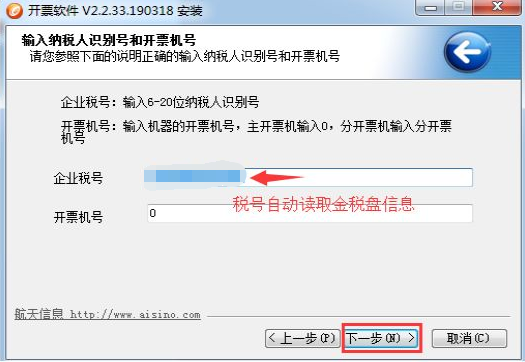 开票软件 V2.2.33.190318 安装
输入纳税人识别号和开票机号
请您参照下面的说明正确的输入纳税人识别号和开票机号
企业税号：输入6-20位纳税人识别号
开票机号：输入机器的开票机号，主开票机输入0，分开票机输入分开票
机号
企业税号
开票机号
0
税号自动读取金税盘信息
航天信息 http://www.aisino.com
< 上一步(P)
下一步(N) >
取消(C)